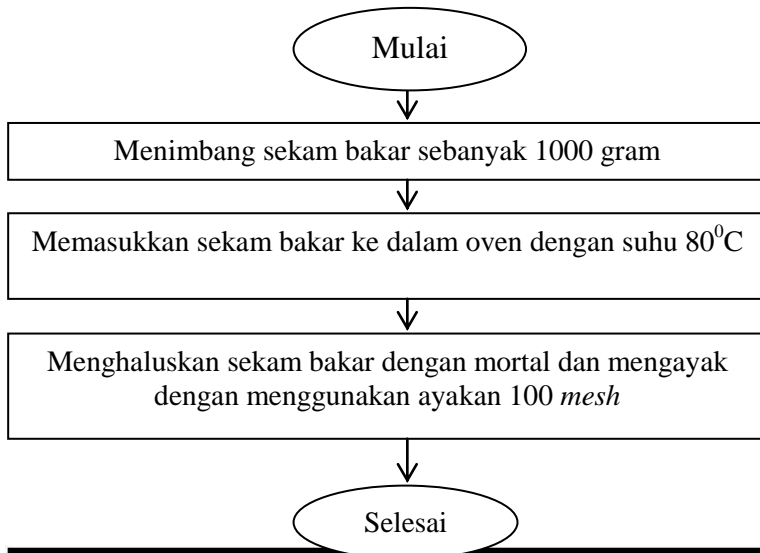 Mulai
Menimbang sekam bakar sebanyak 1000 gram
Memasukkan sekam bakar ke dalam oven dengan suhu 80⁰C
Menghaluskan sekam bakar dengan mortal dan mengayak
dengan menggunakan ayakan 100 mesh
Selesai